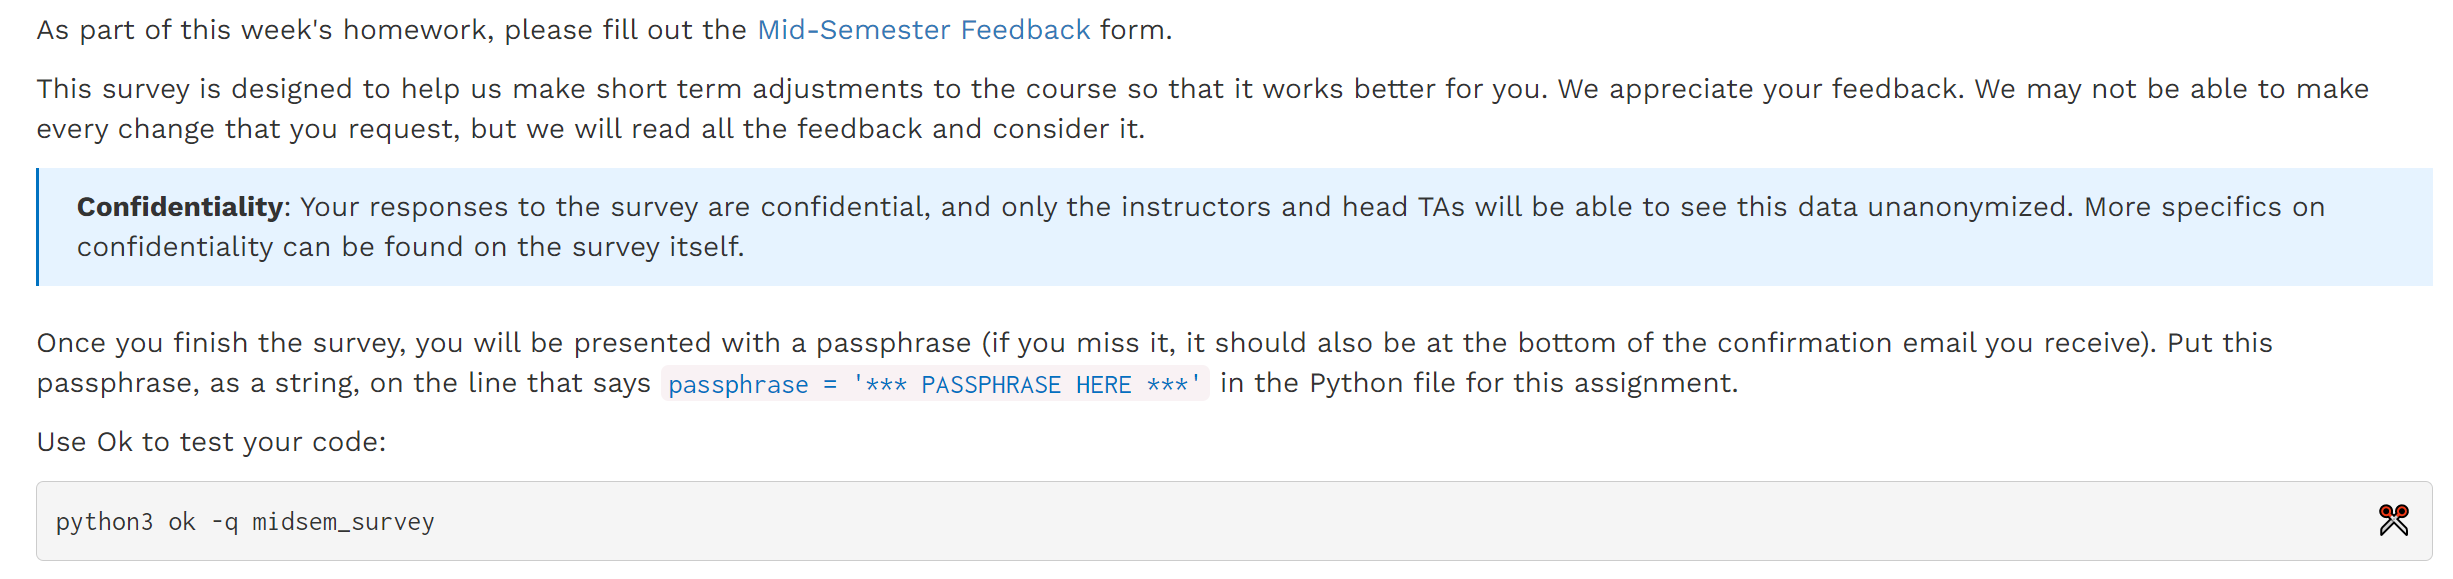 As part of this week's homework, please fill out the Mid-Semester Feedback form.
This survey is designed to help us make short term adjustments to the course so that it works better for you. We appreciate your feedback. We may not be able to make
every change that you request, but we will read all the feedback and consider it.
Confidentiality: Your responses to the survey are confidential, and only the instructors and head TAs will be able to see this data unanonymized. More specifics on
confidentiality can be found on the survey itself.
Once you finish the survey, you will be presented with a passphrase (if you miss it, it should also be at the bottom of the confirmation email you receive). Put this
passphrase, as a string, on the line that says passphrase = '*** PASSPHRASE HERE ***' in the Python file for this assignment.
Use Ok to test your code:
python3 ok -q midsem_survey